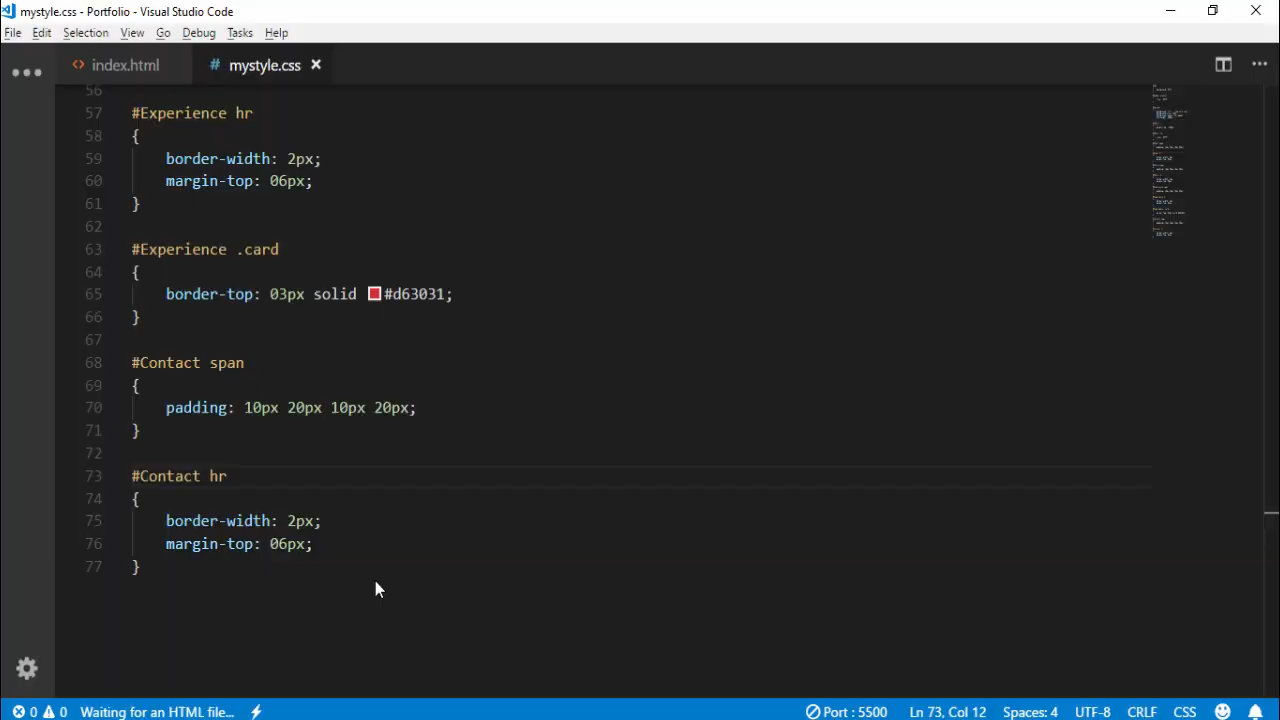 mystyle.css - Portfolio - Visual Studio Code
File Edit Selection View Go Debug Tasks Help
index.html # mystyle.css
56
57 #Experience hr
58 {
59 border-width: 2px;
60 margin-top: 06px;
61 }
62
63 #Experience .card
64 {
65 border-top: 03px solid #d63031;
66 }
67
68 #Contact span
69 {
70 padding: 10px 20px 10px 20px;
71 }
72
73 #Contact hr
74 {
75 border-width: 2px;
76 margin-top: 06px;
77 }
0 0 Waiting for an HTML file... Port : 5500 Ln 73, Col 12 Spaces: 4 UTF-8 CRLF CSS